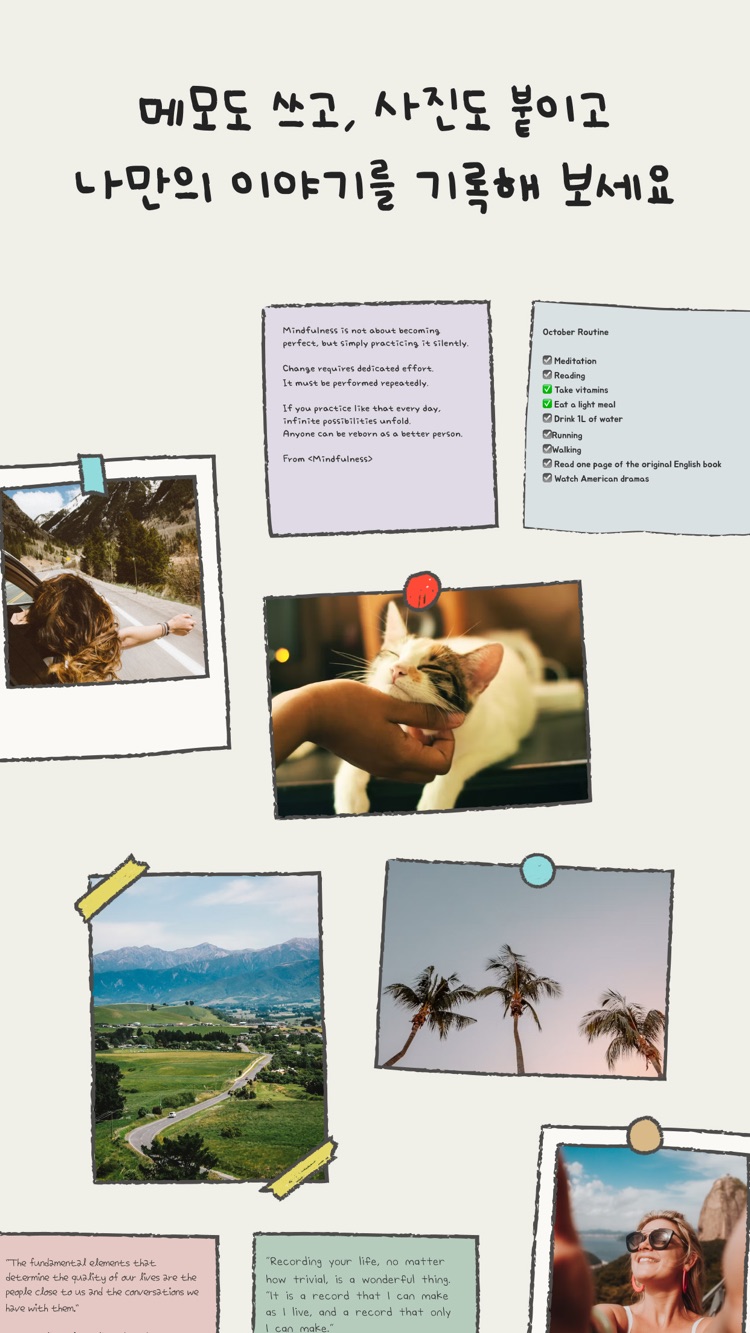 메모도 쓰고, 사진도 붙이고
나만의 이야기를 기록해 보세요
Mindfulness is not about becoming
perfect, but simply practicing it silently.
Change requires dedicated effort.
It must be performed repeatedly.
If you practice like that every day,
infinite possibilities unfold.
Anyone can be reborn as a better person.
From <Mindfulness>
October Routine
☑ Meditation
☑ Reading
✅ Take vitamins
✅ Eat a light meal
☑ Drink 1L of water
☑Running
☑Walking
☑ Read one page of the original English book
☑ Watch American dramas
"The fundamental elements that
determine the quality of our lives are the
people close to us and the conversations we
have with them."
"Recording your life, no matter
how trivial, is a wonderful thing.
"It is a record that I can make
as I live, and a record that only
I can make."